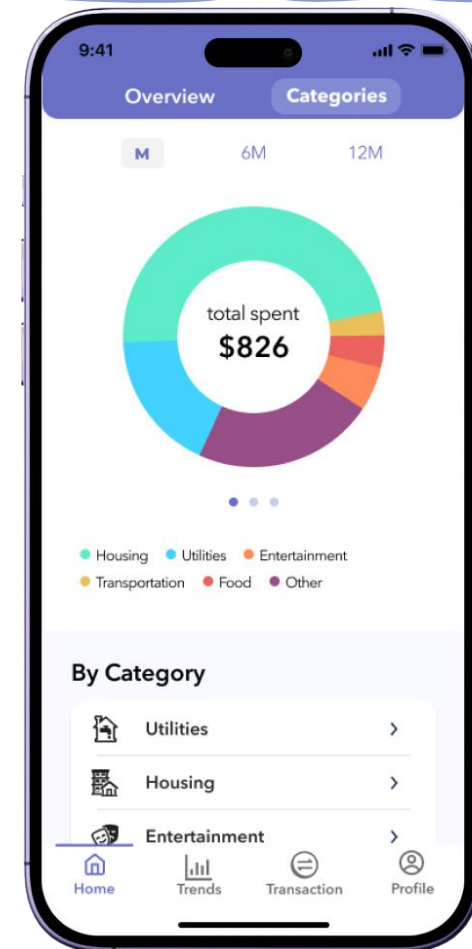 9:41
Overview Categories
M 6M 12M
total spent
$826
Housing Utilities Entertainment
Transportation Food Other
By Category
Utilities
Housing
Entertainment
Home Trends Transaction Profile